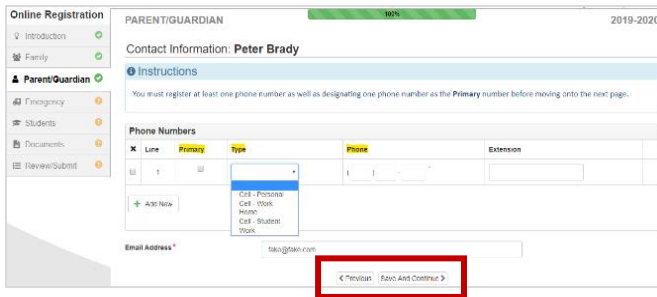 Online Registration
Introduction
Family
Parent/Guardian
Emergency
Students
Documents
Review/Submit
PARENT/GUARDIAN
100%
2019-2020
Contact Information: Peter Brady
Instructions
You must register at least one phone number as well as designating one phone number as the Primary number before moving onto the next page.
Phone Numbers
X Line Primary Type Phone Extension
1
Cell - Personal
Cell - Work
Home
Cell - Student
Work
+ Add New
Email Address *
fake@fake.com
< Previous Save And Continue >